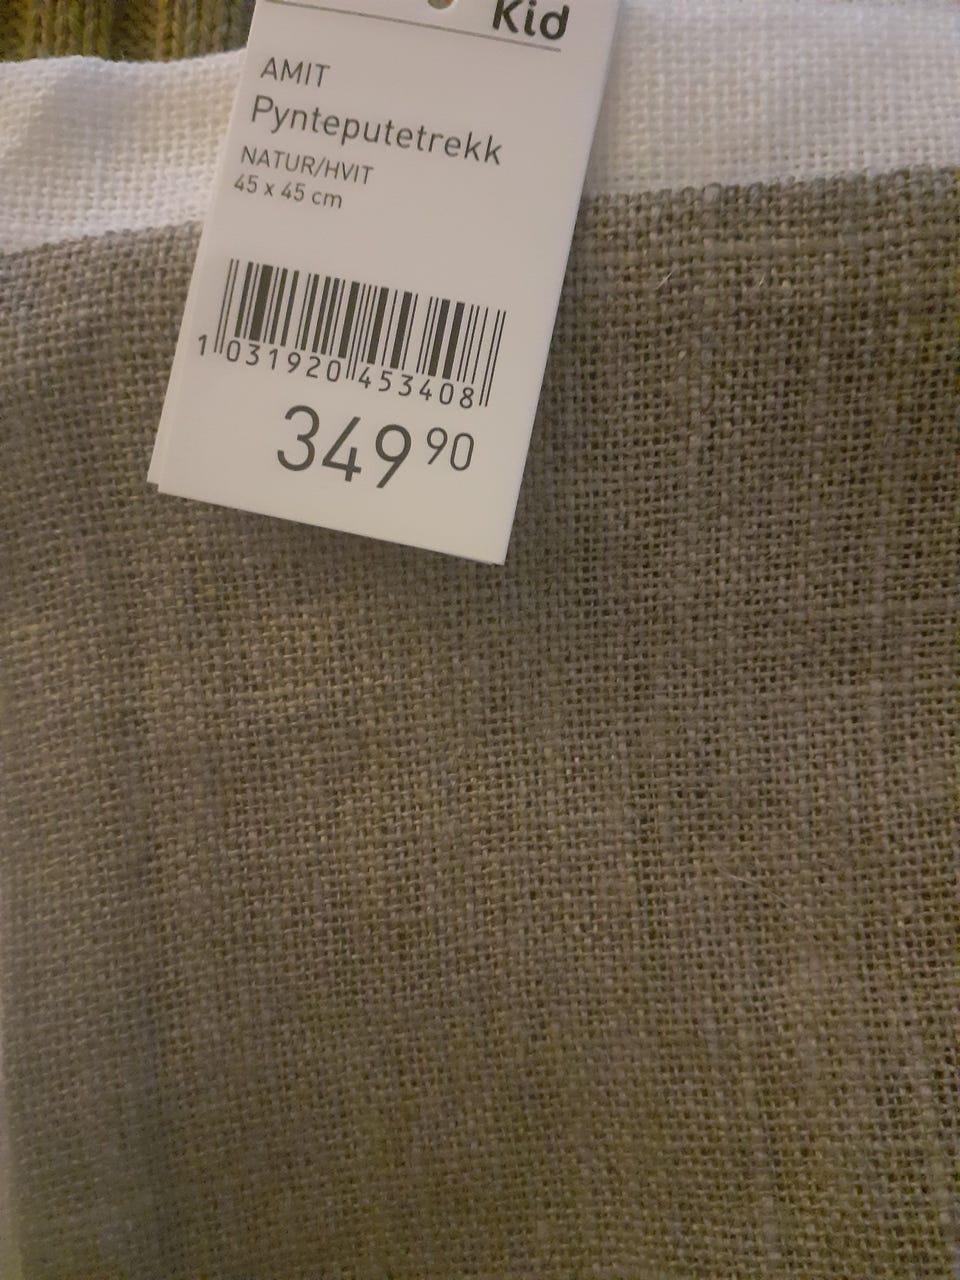 Kid
AMIT
Pynteputetrekk
NATUR/HVIT
45 x 45 cm
1 031920 453408
349 90